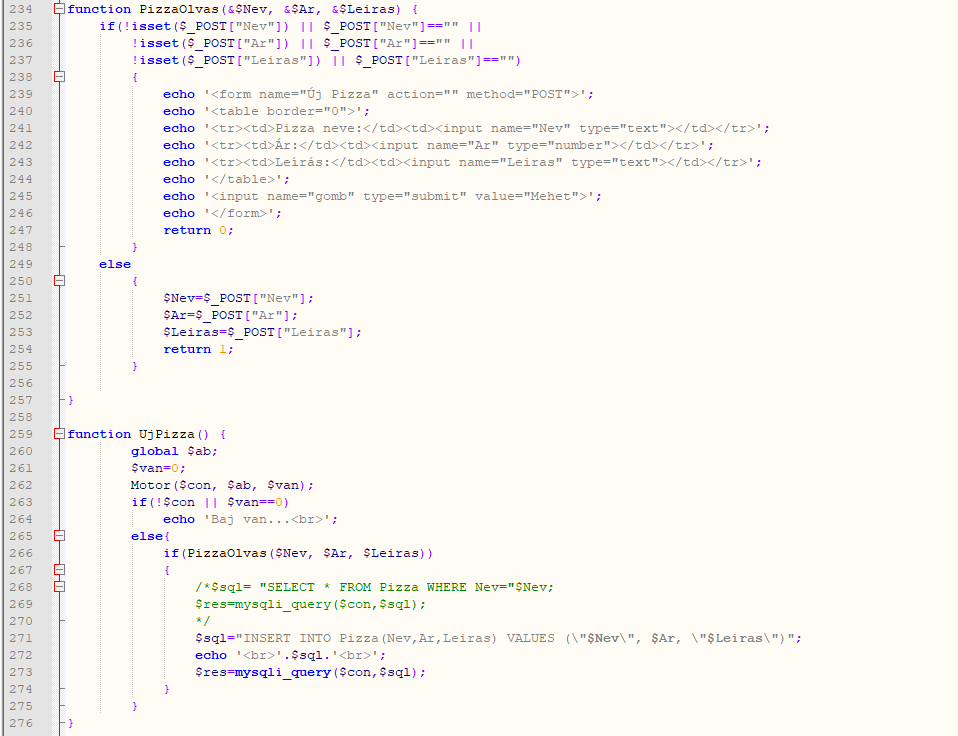 234 function PizzaOlvas(&$Nev, &$Ar, &$Leiras) {
235 if(!isset($_POST["Nev"]) || $_POST["Nev"]=="" ||
236 !isset($_POST["Ar"]) || $_POST["Ar"]=="" ||
237 !isset($_POST["Leiras"]) || $_POST["Leiras"]=="")
238 {
239 echo '<form name="Új Pizza" action="" method="POST">';
240 echo '<table border="0">';
241 echo '<tr><td>Pizza neve:</td><td><input name="Nev" type="text"></td></tr>';
242 echo '<tr><td>Ár:</td><td><input name="Ar" type="number"></td></tr>';
243 echo '<tr><td>Leírás:</td><td><input name="Leiras" type="text"></td></tr>';
244 echo '</table>';
245 echo '<input name="gomb" type="submit" value="Mehet">';
246 echo '</form>';
247 return 0;
248 }
249 else
250 {
251 $Nev=$_POST["Nev"];
252 $Ar=$_POST["Ar"];
253 $Leiras=$_POST["Leiras"];
254 return 1;
255 }
256
257 }
258
259 function UjPizza() {
260 global $ab;
261 $van=0;
262 Motor($con, $ab, $van);
263 if(!$con || $van==0)
264 echo 'Baj van...<br>';
265 else{
266 if(PizzaOlvas($Nev, $Ar, $Leiras))
267 {
268 /*$sql= "SELECT * FROM Pizza WHERE Nev="$Nev;
269 $res=mysqli_query($con,$sql);
270 */
271 $sql="INSERT INTO Pizza(Nev,Ar,Leiras) VALUES (\"$Nev\", $Ar, \"$Leiras\")";
272 echo '<br>'.$sql.'<br>';
273 $res=mysqli_query($con,$sql);
274 }
275 }
276 }